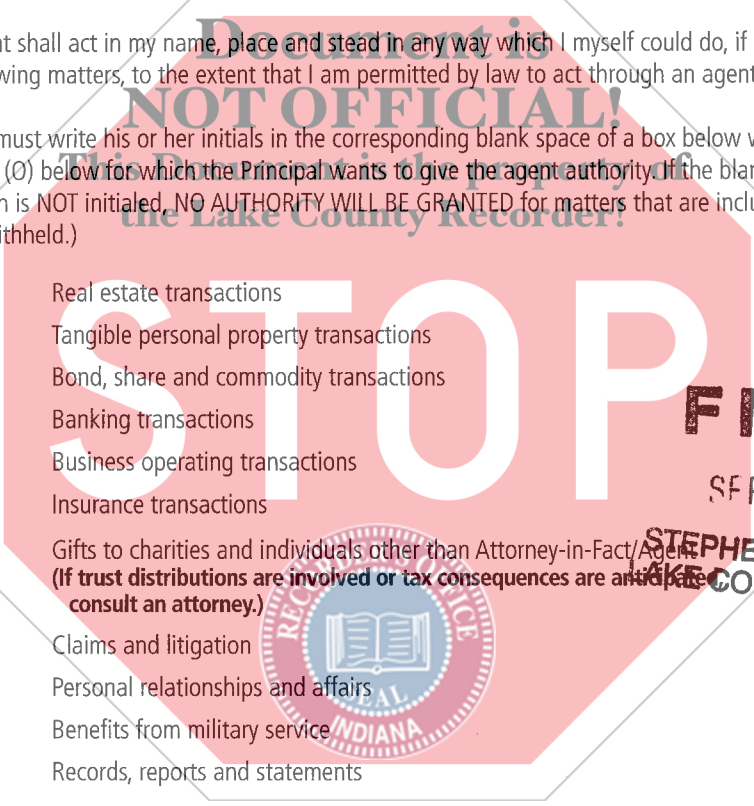 Document is
nt shall act in my name, place and stead in any way which I myself could do, if
wing matters, to the extent that I am permitted by law to act through an agent
NOT OFFICIAL!
must write his or her initials in the corresponding blank space of a box below w
This Document is the property of
(O) below for which the Principal wants to give the agent authority. If the blan
the Lake County Recorder!
n is NOT initialed, NO AUTHORITY WILL BE GRANTED for matters that are inclu
ithheld.)
STOP
Real estate transactions
Tangible personal property transactions
Bond, share and commodity transactions
FI
Banking transactions
Business operating transactions
SEP
Insurance transactions
STEPHE
Gifts to charities and individuals other than Attorney-in-Fact/Agent
LAKE CO
(If trust distributions are involved or tax consequences are anticipated,
consult an attorney.)
RECORDER'S OFFICE
Claims and litigation
Personal relationships and affairs
SEAL
Benefits from military service
INDIANA
Records, reports and statements